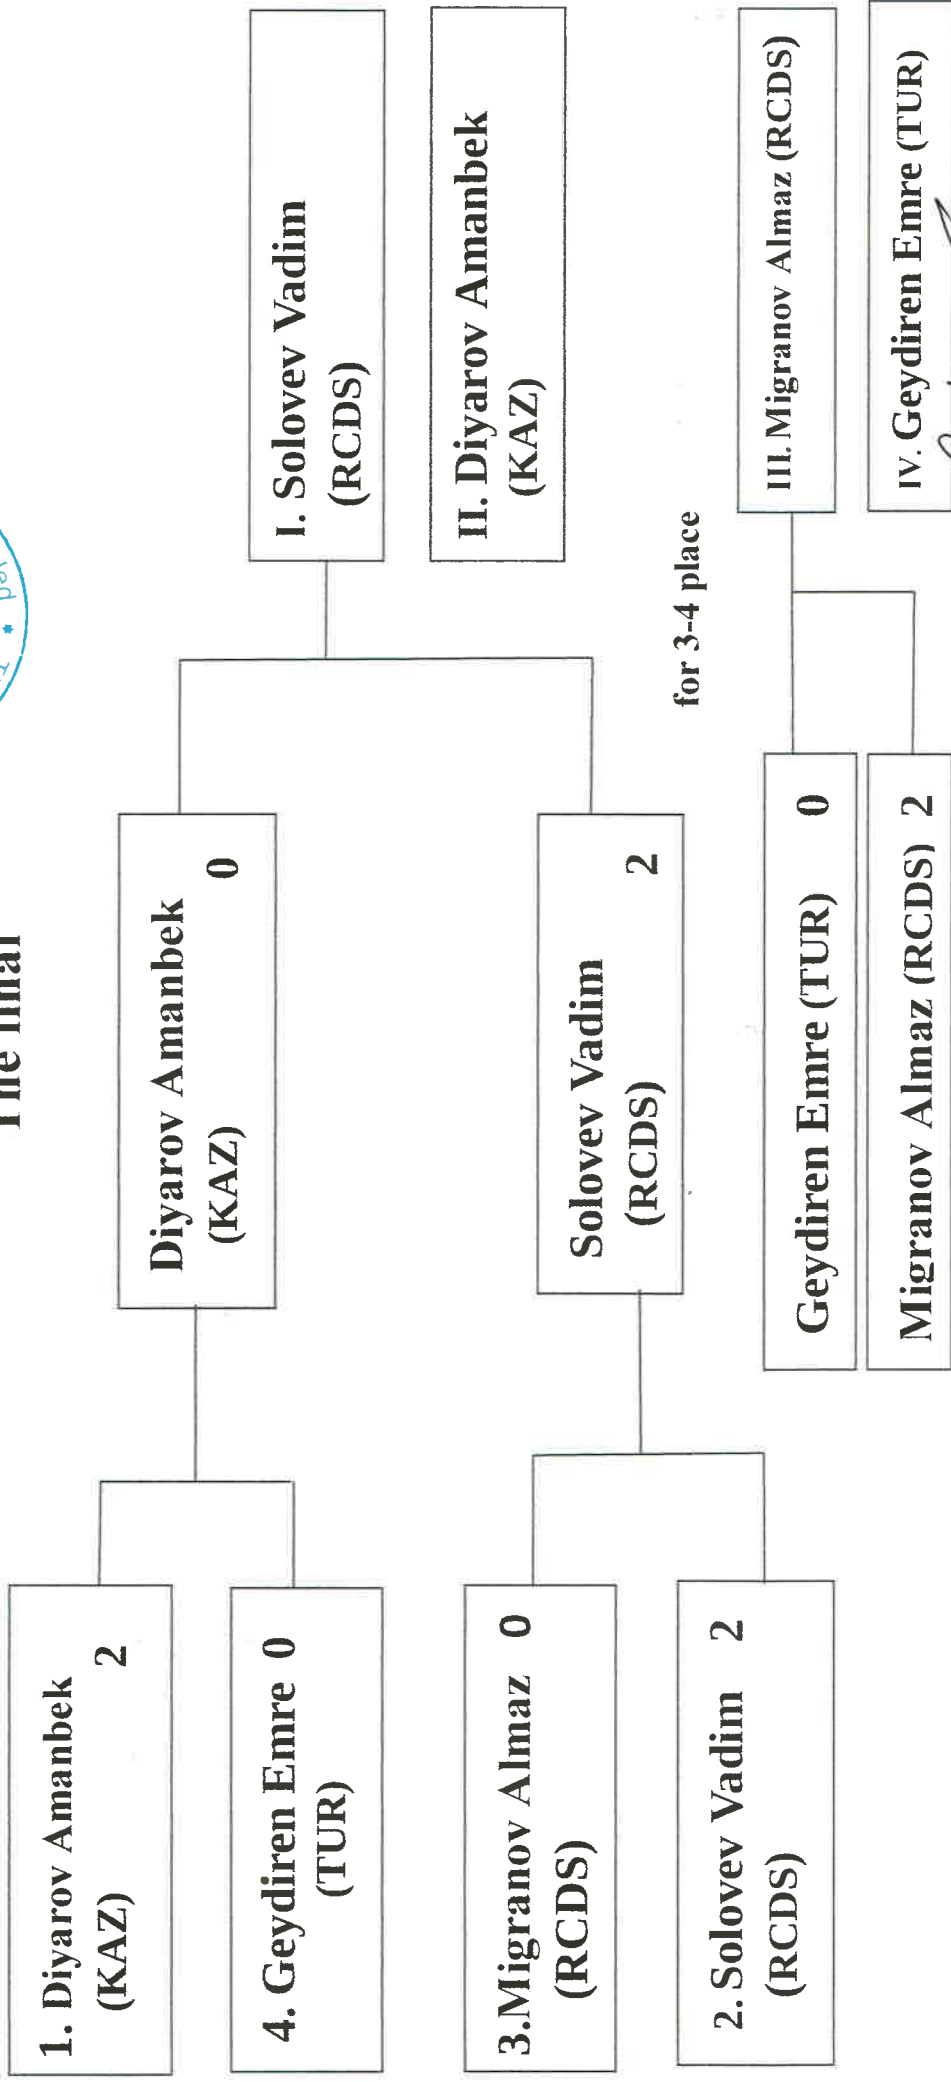 The final
1. Diyarov Amanbek
(KAZ) 2
4. Geydiren Emre 0
(TUR)
3.Migranov Almaz 0
(RCDS)
2. Solovev Vadim 2
(RCDS)
Diyarov Amanbek
(KAZ) 0
Solovev Vadim
(RCDS) 2
I. Solovev Vadim
(RCDS)
II. Diyarov Amanbek
(KAZ)
for 3-4 place
Geydiren Emre (TUR) 0
Migranov Almaz (RCDS) 2
III. Migranov Almaz (RCDS)
IV. Geydiren Emre (TUR)